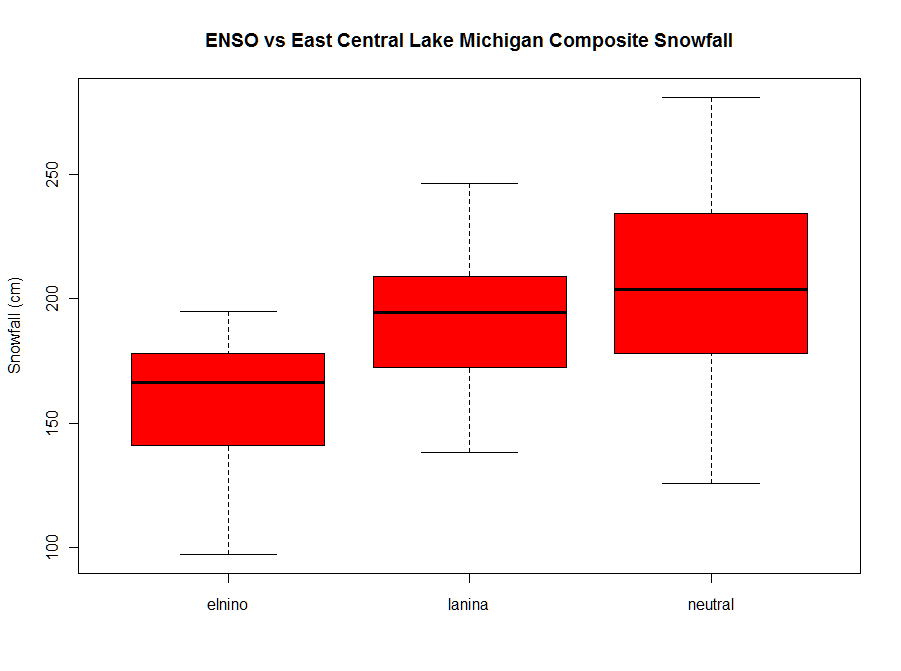 ENSO vs East Central Lake Michigan Composite Snowfall
Snowfall (cm)
250
200
150
100
elnino
lanina
neutral